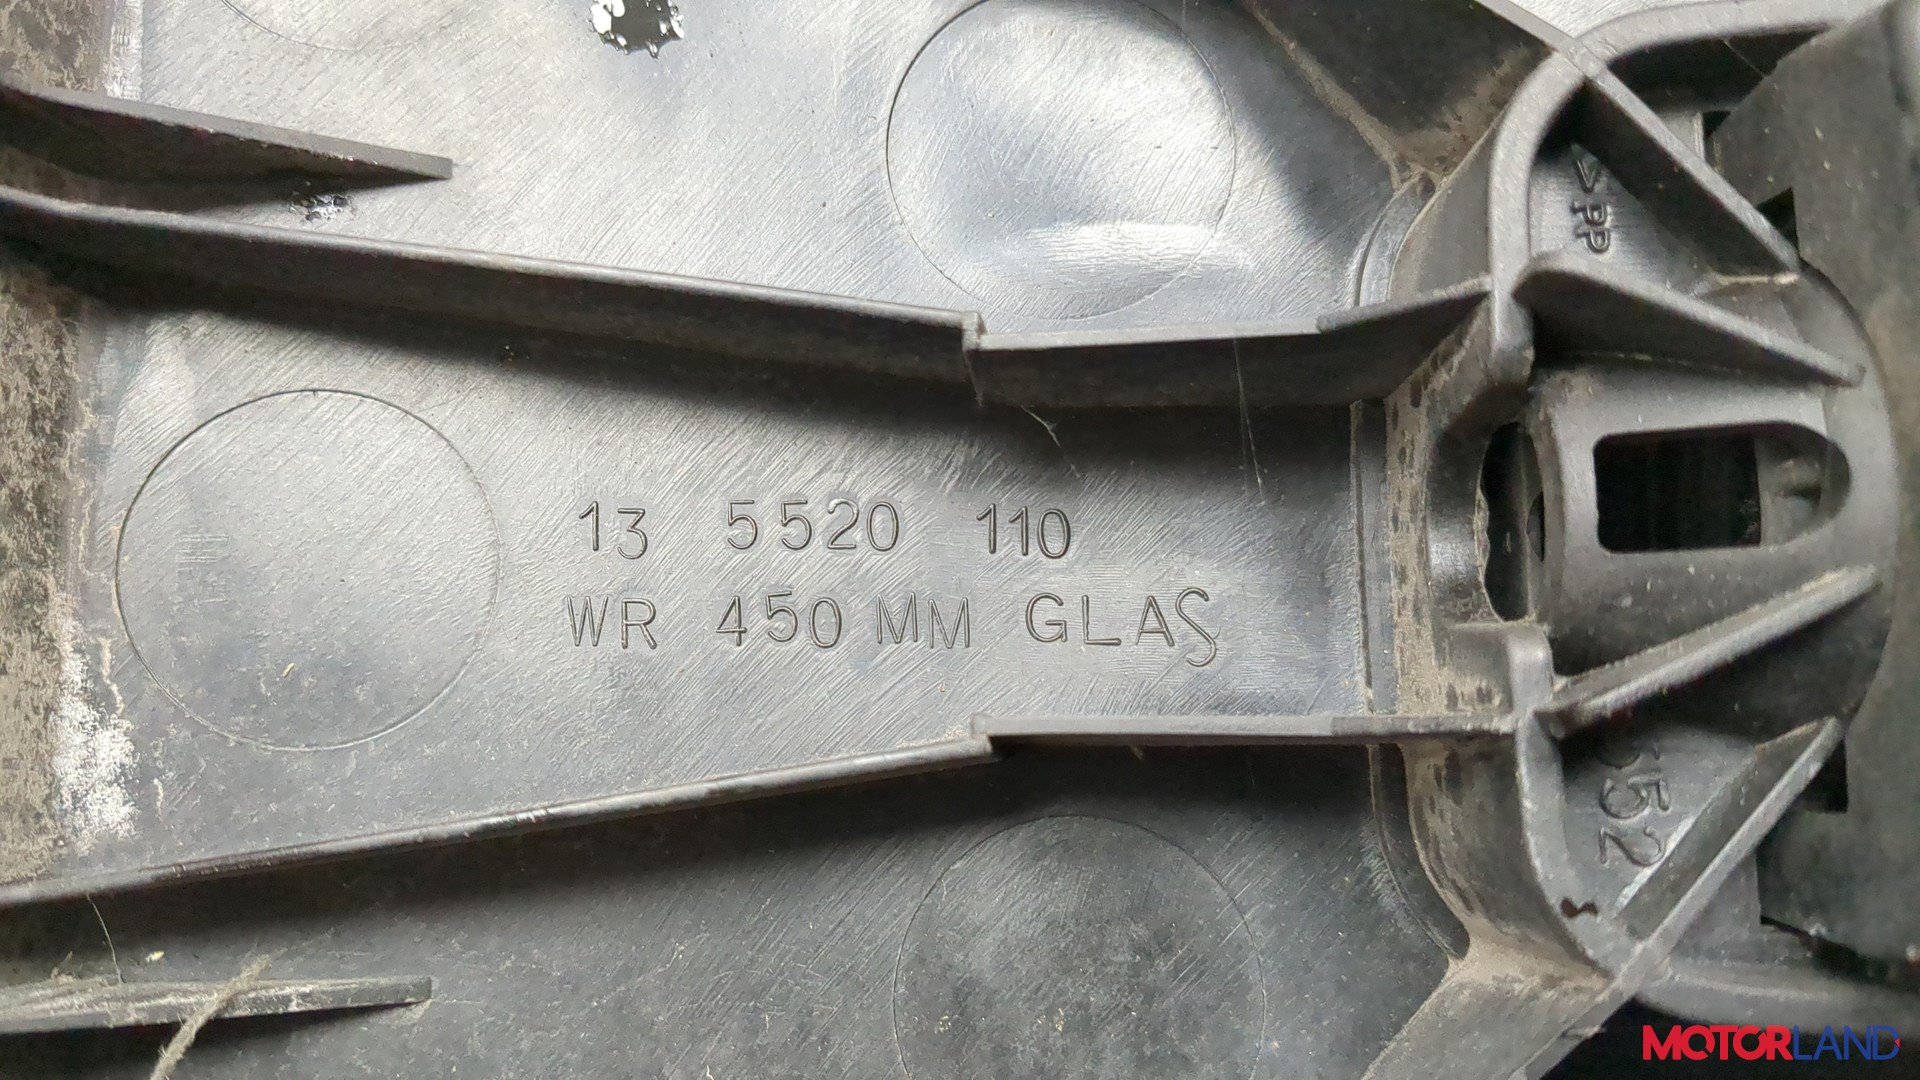 >PP
13 5520 110
WR 450 MM GLAS
MOTORLAND